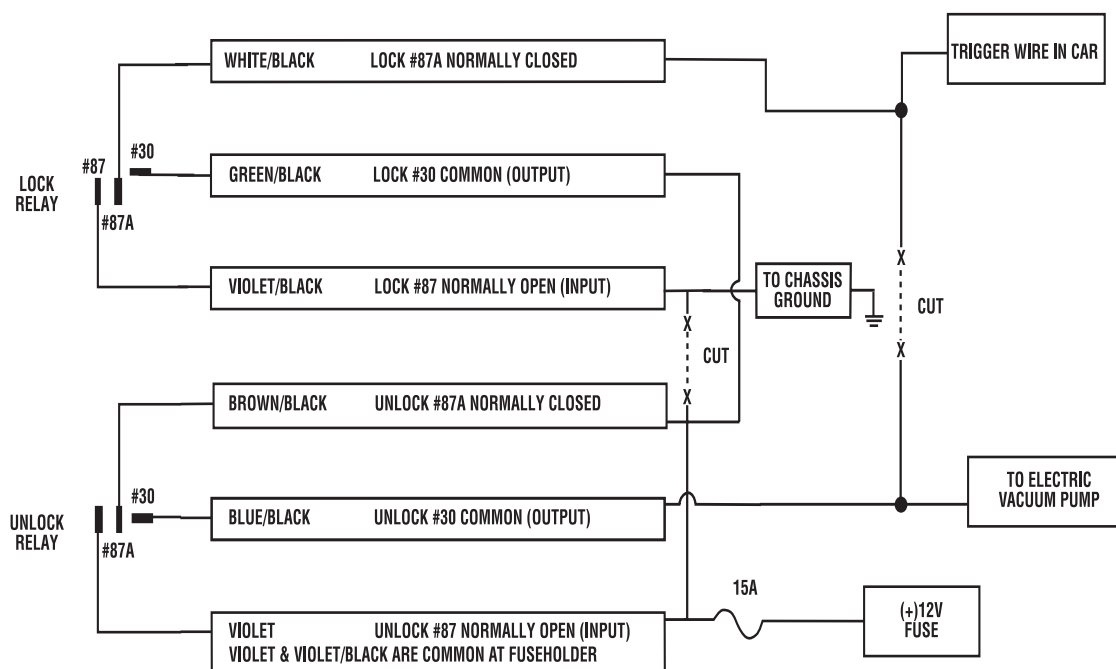 WHITE/BLACK LOCK #87A NORMALLY CLOSED
TRIGGER WIRE IN CAR
#87
#30
LOCK
RELAY
#87A
GREEN/BLACK LOCK #30 COMMON (OUTPUT)
VIOLET/BLACK LOCK #87 NORMALLY OPEN (INPUT)
TO CHASSIS
GROUND
X
CUT
X
X
CUT
X
BROWN/BLACK UNLOCK #87A NORMALLY CLOSED
#30
UNLOCK
RELAY
#87A
BLUE/BLACK UNLOCK #30 COMMON (OUTPUT)
TO ELECTRIC
VACUUM PUMP
15A
(+)12V
FUSE
VIOLET UNLOCK #87 NORMALLY OPEN (INPUT)
VIOLET & VIOLET/BLACK ARE COMMON AT FUSEHOLDER